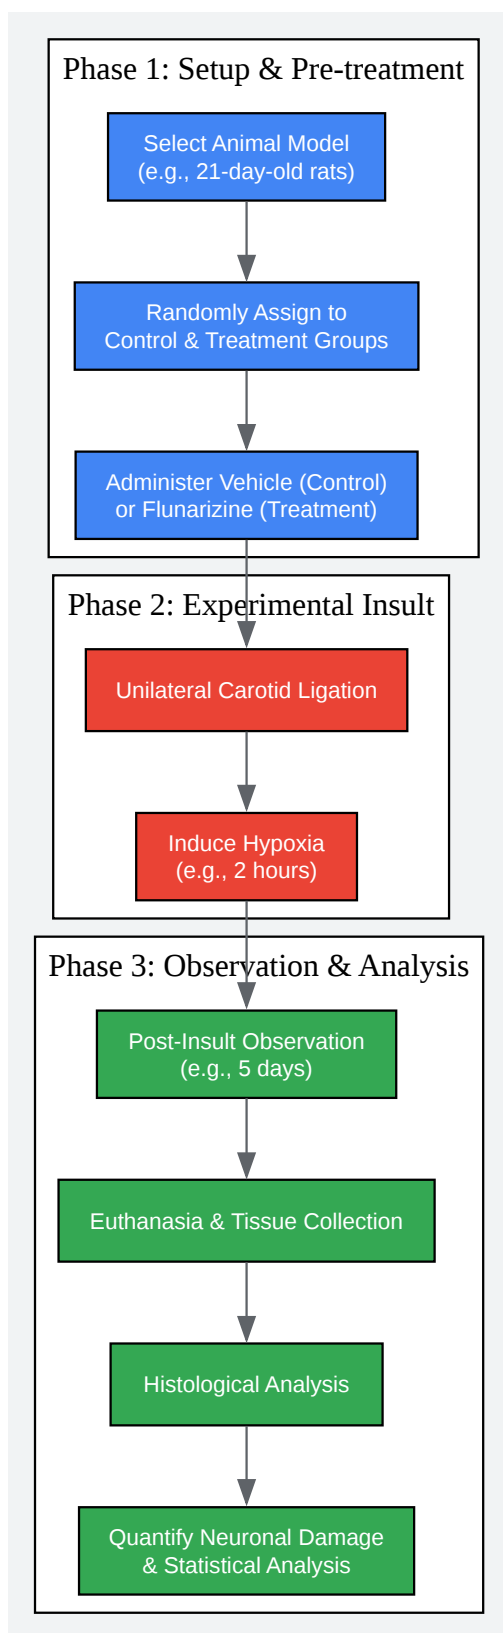 Phase 1: Setup & Pre-treatment
Select Animal Model
(e.g., 21-day-old rats)
Randomly Assign to
Control & Treatment Groups
Administer Vehicle (Control)
or Flunarizine (Treatment)
Phase 2: Experimental Insult
Unilateral Carotid Ligation
Induce Hypoxia
(e.g., 2 hours)
Phase 3: Observation & Analysis
Post-Insult Observation
(e.g., 5 days)
Euthanasia & Tissue Collection
Histological Analysis
Quantify Neuronal Damage
& Statistical Analysis